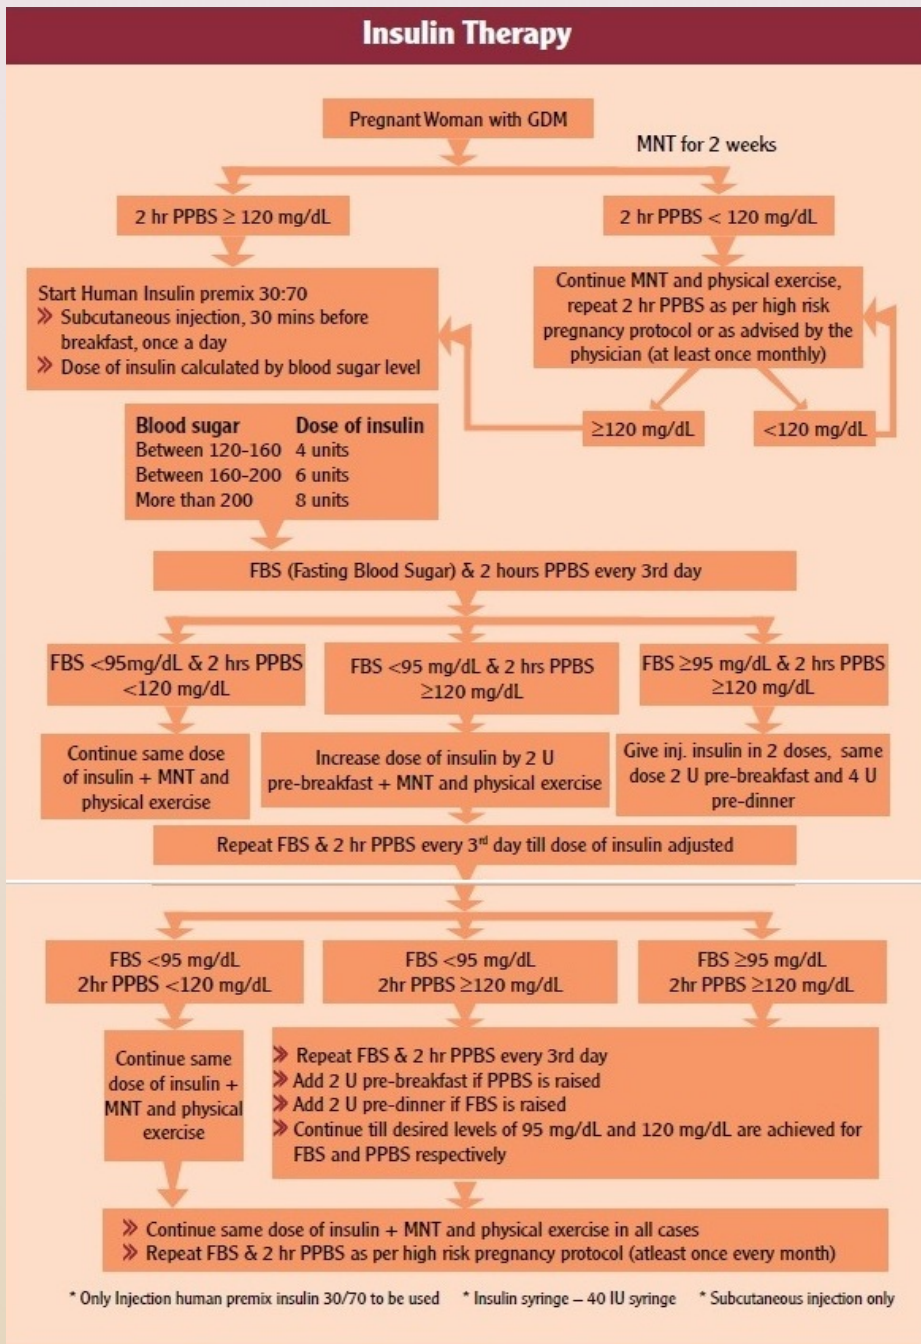 Insulin Therapy
Pregnant Woman with GDM
MNT for 2 weeks
2 hr PPBS ≥ 120 mg/dL
2 hr PPBS < 120 mg/dL
Start Human Insulin premix 30:70
» Subcutaneous injection, 30 mins before
breakfast, once a day
» Dose of insulin calculated by blood sugar level
Continue MNT and physical exercise,
repeat 2 hr PPBS as per high risk
pregnancy protocol or as advised by the
physician (at least once monthly)
≥120 mg/dL
<120 mg/dL
Blood sugar Dose of insulin
Between 120-160 4 units
Between 160-200 6 units
More than 200 8 units
FBS (Fasting Blood Sugar) & 2 hours PPBS every 3rd day
FBS <95mg/dL & 2 hrs PPBS
<120 mg/dL
FBS <95 mg/dL & 2 hrs PPBS
≥120 mg/dL
FBS ≥95 mg/dL & 2 hrs PPBS
≥120 mg/dL
Continue same dose
of insulin + MNT and
physical exercise
Increase dose of insulin by 2 U
pre-breakfast + MNT and physical exercise
Give inj. insulin in 2 doses, same
dose 2 U pre-breakfast and 4 U
pre-dinner
Repeat FBS & 2 hr PPBS every 3rd day till dose of insulin adjusted
FBS <95 mg/dL
2hr PPBS <120 mg/dL
FBS <95 mg/dL
2hr PPBS ≥120 mg/dL
FBS ≥95 mg/dL
2hr PPBS ≥120 mg/dL
Continue same
dose of insulin +
MNT and physical
exercise
» Repeat FBS & 2 hr PPBS every 3rd day
» Add 2 U pre-breakfast if PPBS is raised
» Add 2 U pre-dinner if FBS is raised
» Continue till desired levels of 95 mg/dL and 120 mg/dL are achieved for
FBS and PPBS respectively
» Continue same dose of insulin + MNT and physical exercise in all cases
» Repeat FBS & 2 hr PPBS as per high risk pregnancy protocol (atleast once every month)
* Only Injection human premix insulin 30/70 to be used * Insulin syringe – 40 IU syringe * Subcutaneous injection only